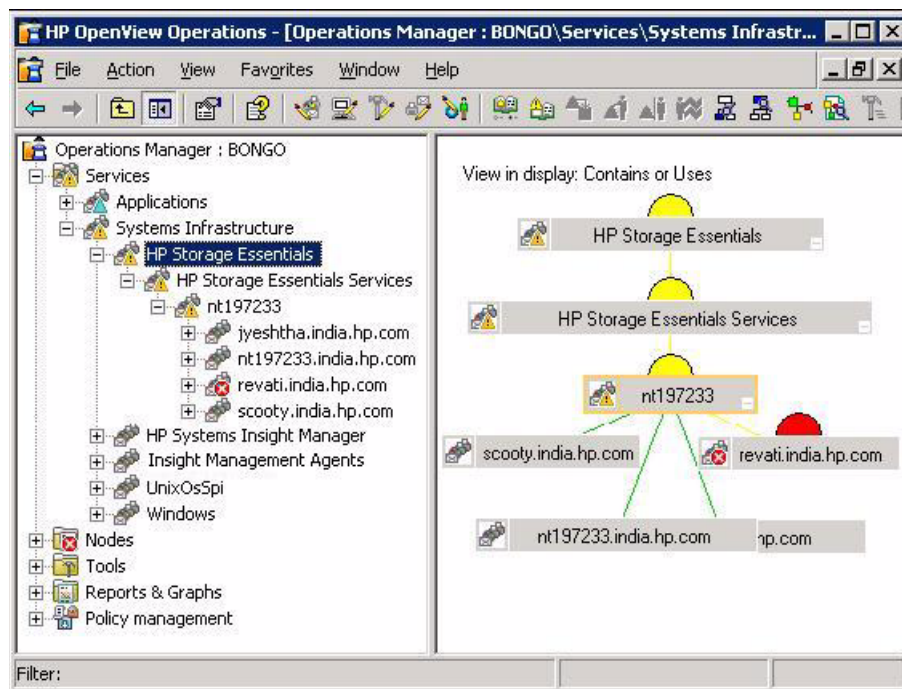 HP OpenView Operations - [Operations Manager : BONGO\Services\Systems Infrastr...
File Action View Favorites Window Help
Operations Manager : BONGO
Services
Applications
Systems Infrastructure
HP Storage Essentials
HP Storage Essentials Services
nt197233
jyeshtha.india.hp.com
nt197233.india.hp.com
revati.india.hp.com
scooty.india.hp.com
HP Systems Insight Manager
Insight Management Agents
UnixOsSpi
Windows
Nodes
Tools
Reports & Graphs
Policy management
View in display: Contains or Uses
HP Storage Essentials
HP Storage Essentials Services
nt197233
scooty.india.hp.com
revati.india.hp.com
nt197233.india.hp.com
hp.com
Filter: